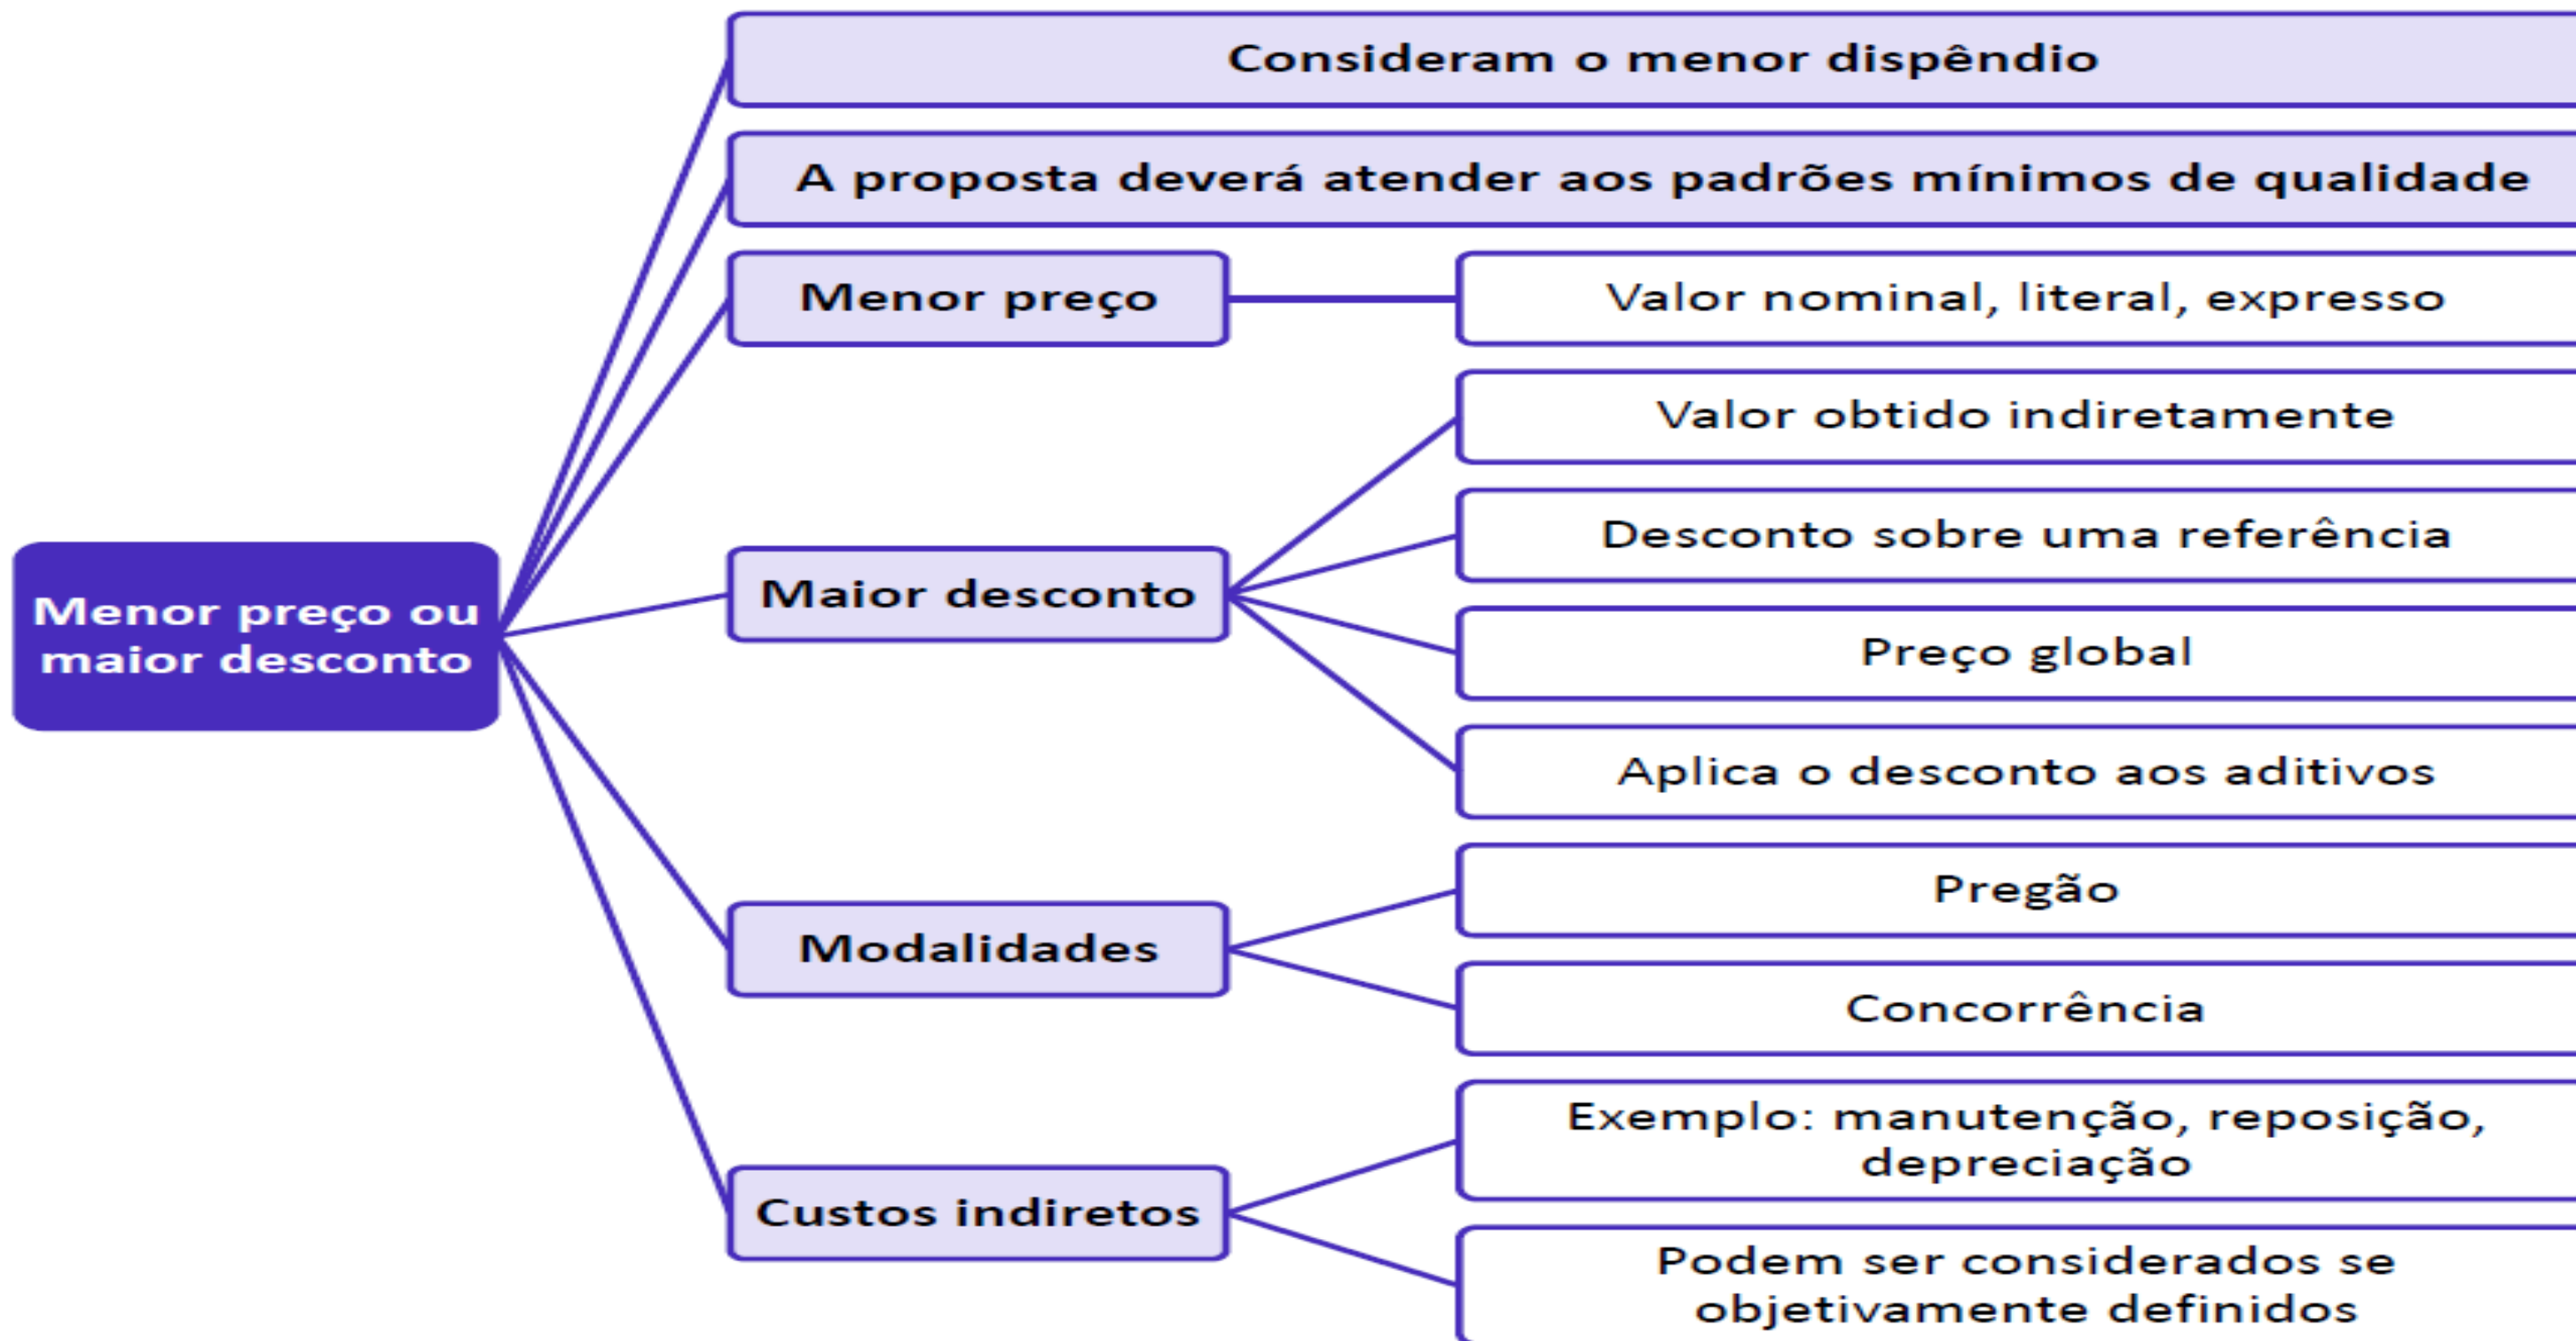 Consideram o menor dispêndio
A proposta deverá atender aos padrões mínimos de qualidade
Menor preço
Valor nominal, literal, expresso
Valor obtido indiretamente
Desconto sobre uma referência
Menor preço ou
maior desconto
Maior desconto
Preço global
Aplica o desconto aos aditivos
Pregão
Modalidades
Concorrência
Exemplo: manutenção, reposição,
depreciação
Custos indiretos
Podem ser considerados se
objetivamente definidos